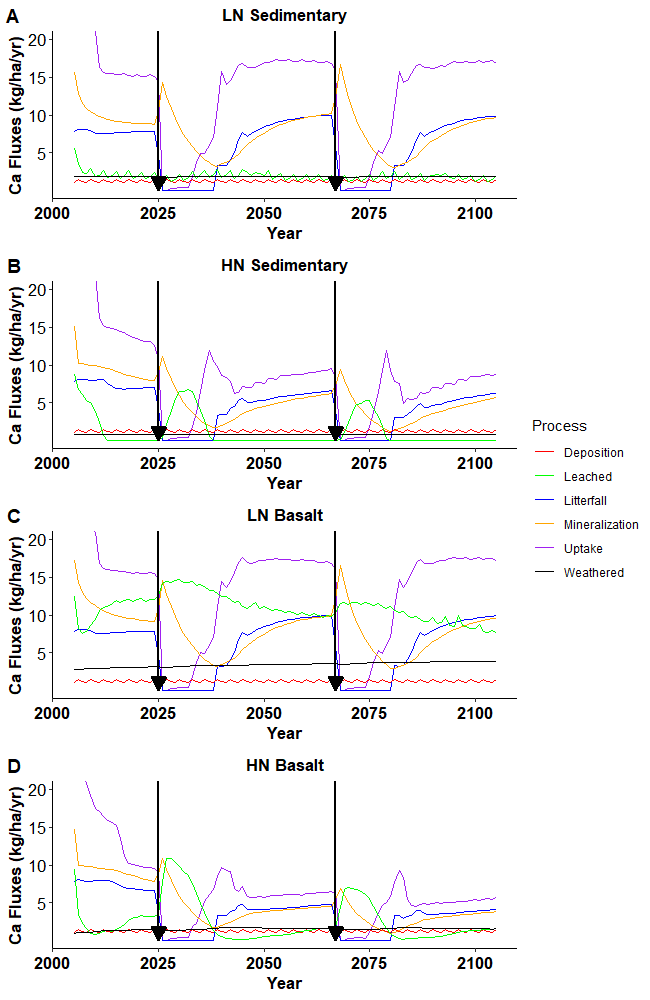 A
LN Sedimentary
Ca Fluxes (kg/ha/yr)
20
15
10
5
2000 2025 2050 2075 2100
Year
B
HN Sedimentary
Ca Fluxes (kg/ha/yr)
20
15
10
5
2000 2025 2050 2075 2100
Year
Process
Deposition
Leached
Litterfall
Mineralization
Uptake
Weathered
C
LN Basalt
Ca Fluxes (kg/ha/yr)
20
15
10
5
2000 2025 2050 2075 2100
Year
D
HN Basalt
Ca Fluxes (kg/ha/yr)
20
15
10
5
2000 2025 2050 2075 2100
Year